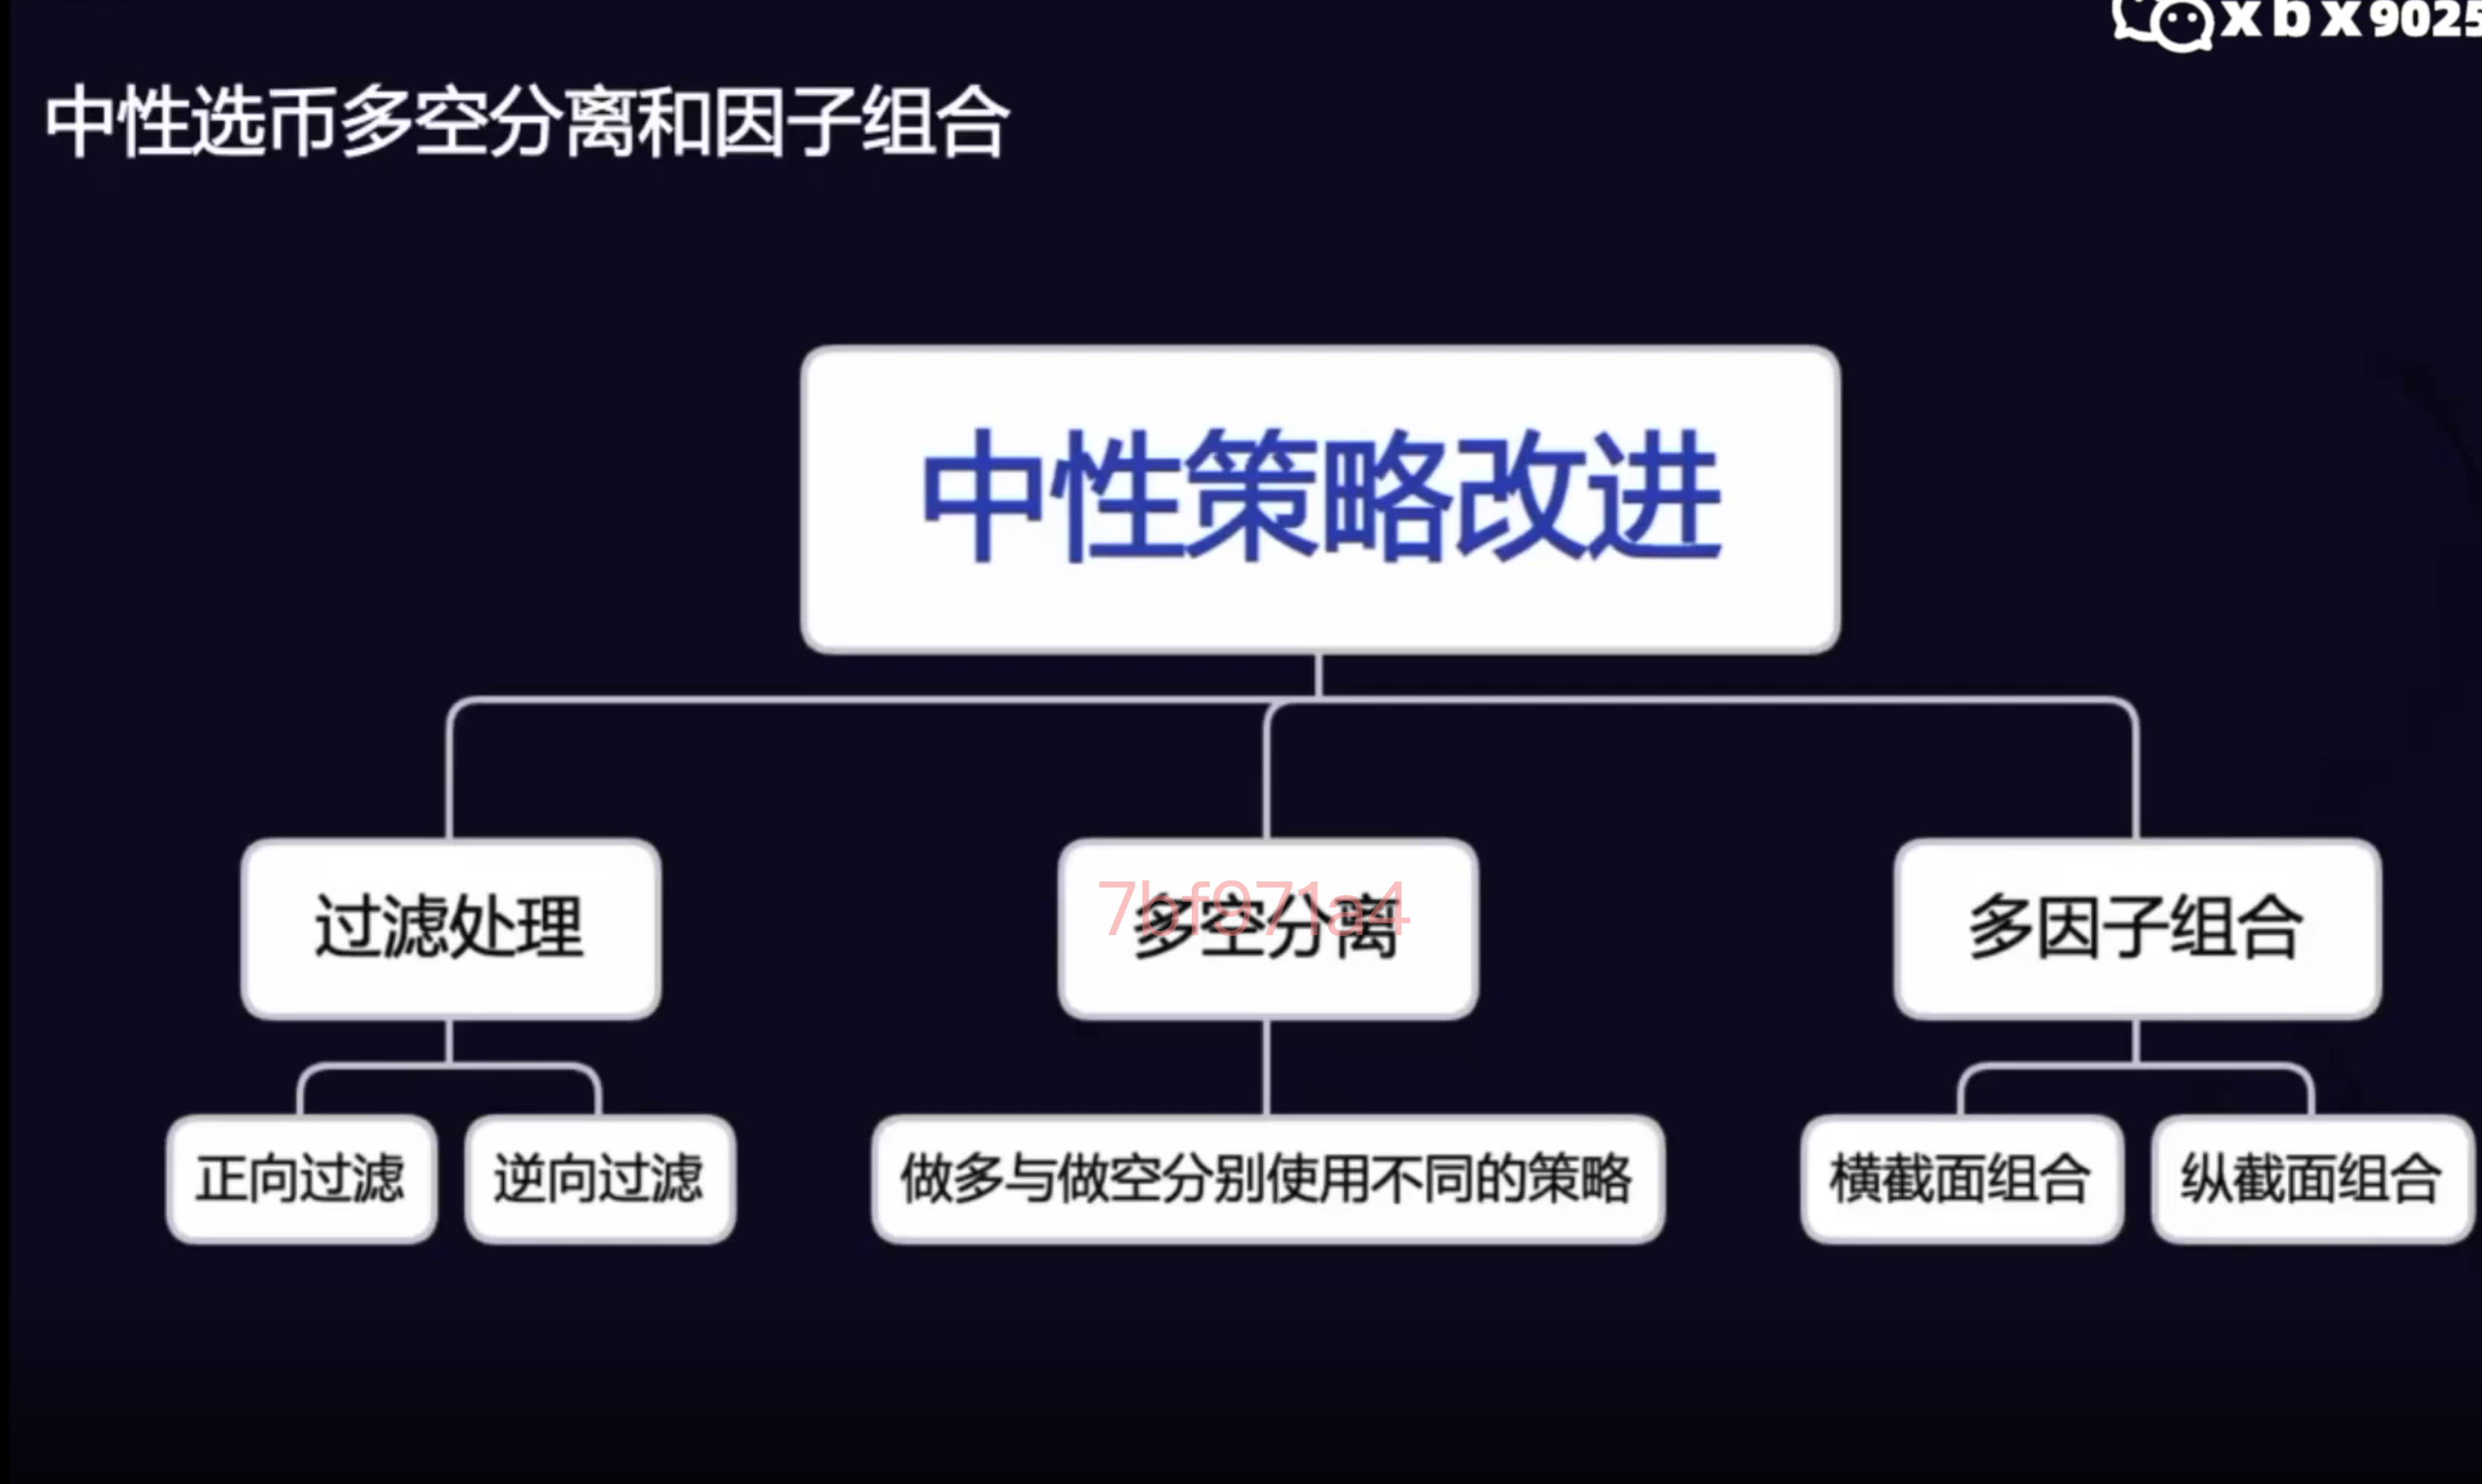 xbx9025
中性选币多空分离和因子组合
中性策略改进
过滤处理
多空分离
7bf971a4
多因子组合
正向过滤
逆向过滤
做多与做空分别使用不同的策略
横截面组合
纵截面组合